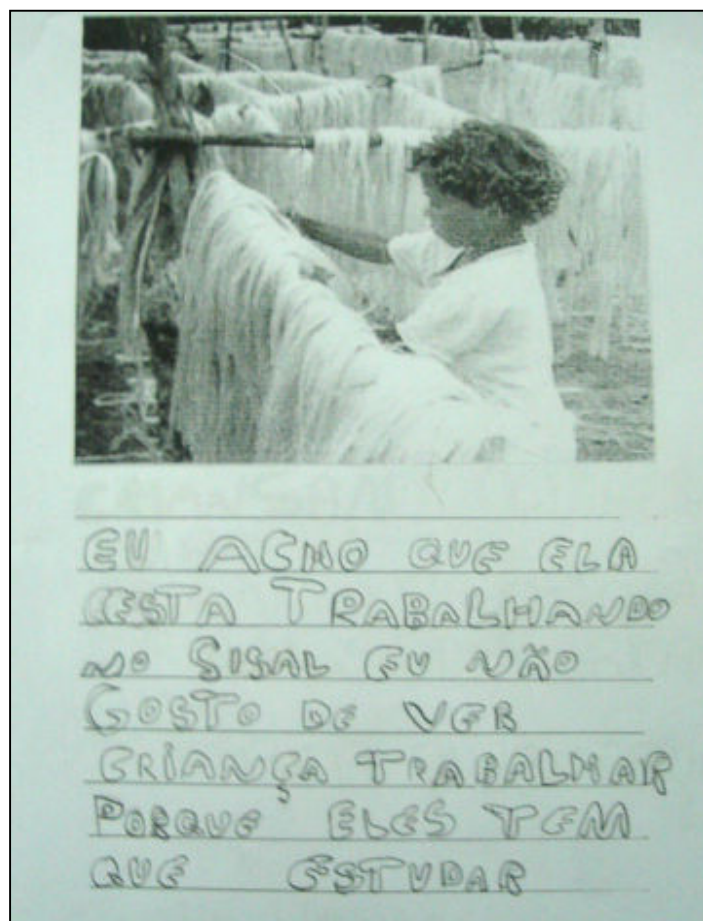 EU ACHO QUE ELA
ESTA TRABALHANDO
NO SISAL EU NÃO
GOSTO DE VER
CRIANÇA TRABALHAR
PORQUE ELES TEM
QUE ESTUDAR